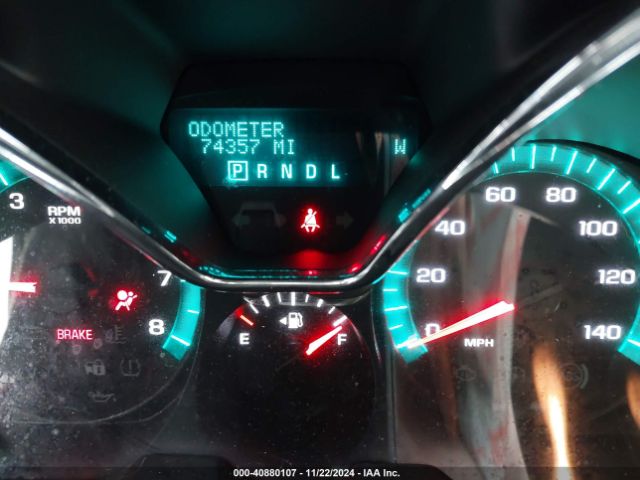 ODOMETER
74357 MI W
P R N D L
3
RPM
X 1000
7
8
BRAKE
E F
0
20
40
60
80
100
120
140
MPH
000-40880107 - 11/22/2024 - IAA Inc.